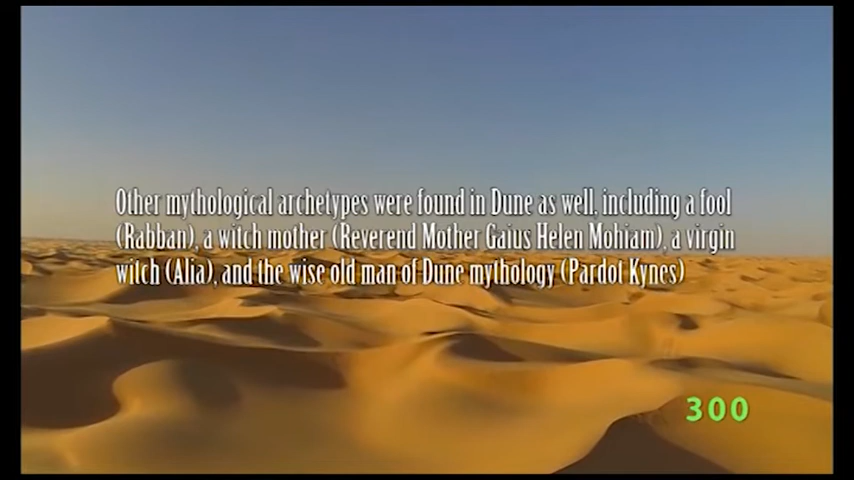 Other mythological archetypes were found in Dune as well, including a fool
(Rabban), a witch mother (Reverend Mother Gaius Helen Mohiam), a virgin
witch (Alia), and the wise old man of Dune mythology (Pardot Kynes)
300